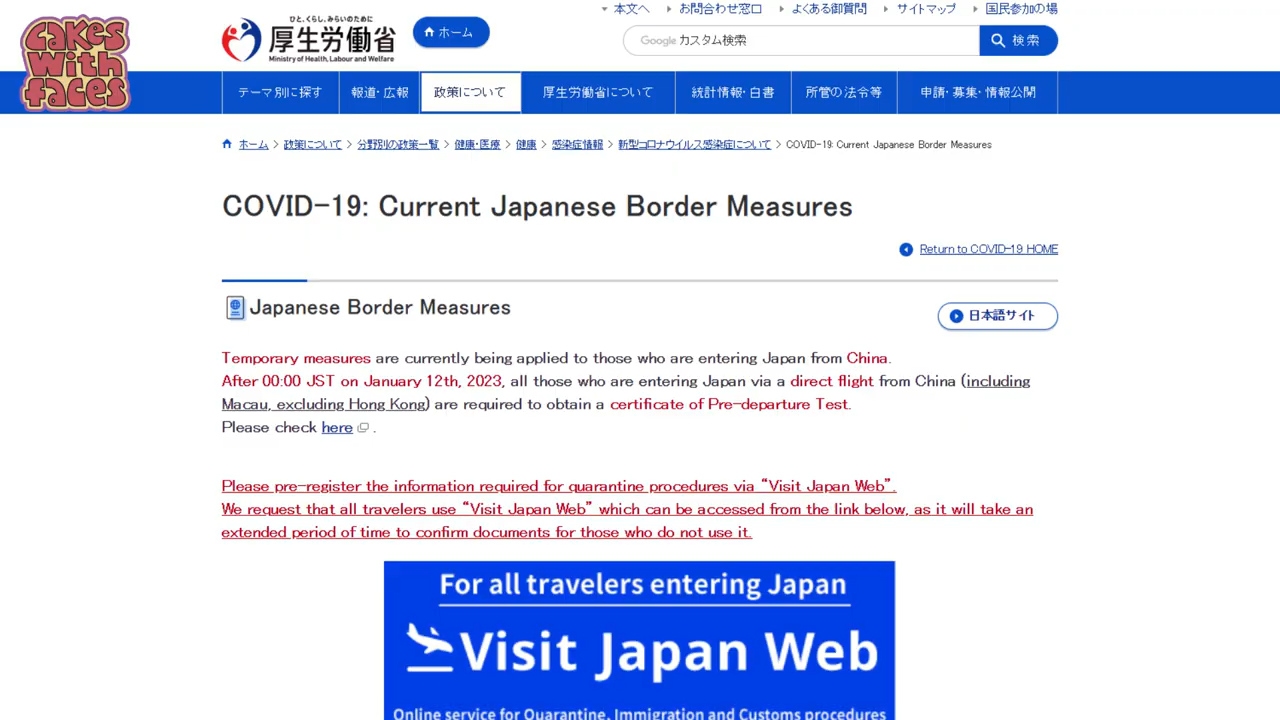 cakes
with
faces
本文へ お問合わせ窓口 よくある御質問 サイトマップ 国民参加の場
ひと、くらし、みらいのために
厚生労働省
Ministry of Health, Labour and Welfare
ホーム
Google カスタム検索
検索
テーマ別に探す 報道・広報 政策について 厚生労働省について 統計情報・白書 所管の法令等 申請・募集・情報公開
ホーム > 政策について > 分野別の政策一覧 > 健康・医療 > 健康 > 感染症情報 > 新型コロナウイルス感染症について > COVID-19: Current Japanese Border Measures
COVID-19: Current Japanese Border Measures
Return to COVID-19 HOME
Japanese Border Measures
日本語サイト
Temporary measures are currently being applied to those who are entering Japan from China.
After 00:00 JST on January 12th, 2023, all those who are entering Japan via a direct flight from China (including
Macau, excluding Hong Kong) are required to obtain a certificate of Pre-departure Test.
Please check here .
Please pre-register the information required for quarantine procedures via “Visit Japan Web”.
We request that all travelers use “Visit Japan Web” which can be accessed from the link below, as it will take an
extended period of time to confirm documents for those who do not use it.
For all travelers entering Japan
Visit Japan Web
Online service for Quarantine, Immigration and Customs procedures